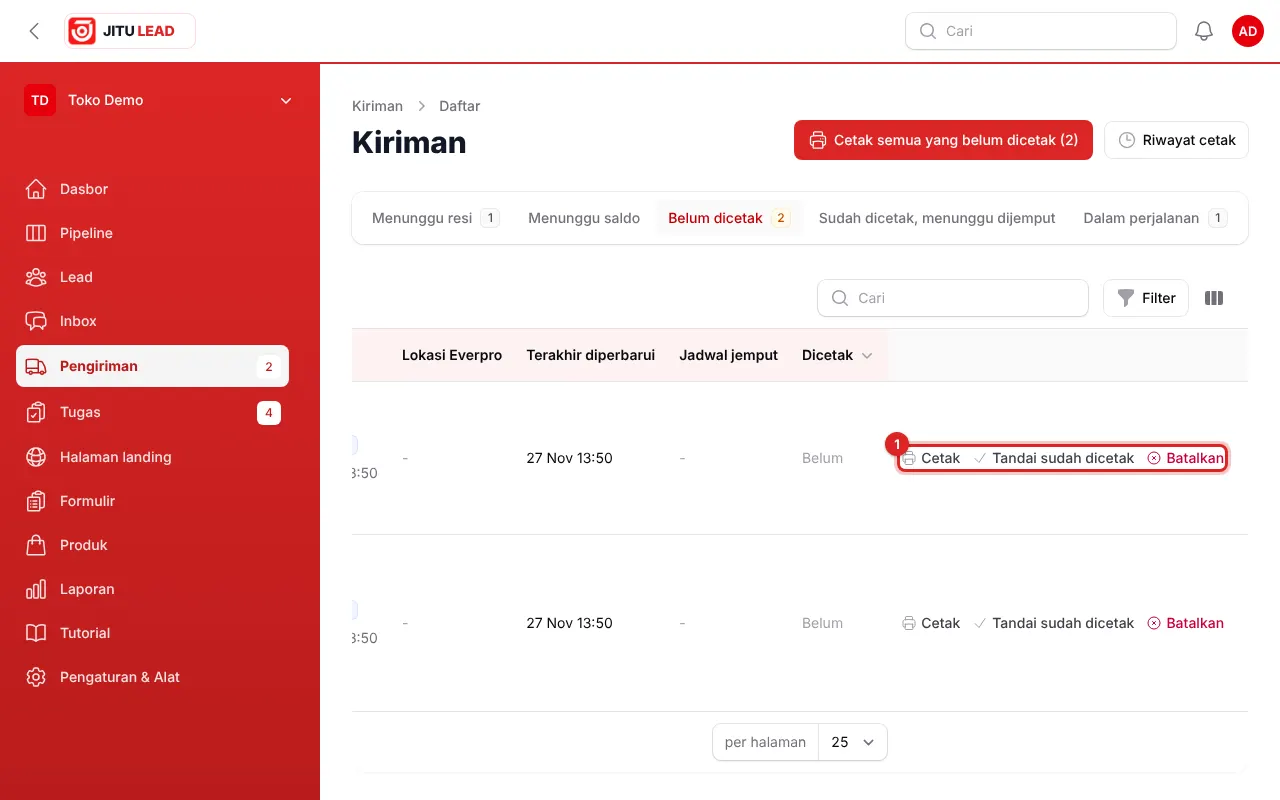 JITU LEAD
Cari
AD
TD
Toko Demo
Dasbor
Pipeline
Lead
Inbox
Pengiriman 2
Tugas 4
Halaman landing
Formulir
Produk
Laporan
Tutorial
Pengaturan & Alat
Kiriman > Daftar
Kiriman
Cetak semua yang belum dicetak (2)
Riwayat cetak
Menunggu resi 1 Menunggu saldo Belum dicetak 2 Sudah dicetak, menunggu dijemput Dalam perjalanan 1
Cari
Filter
Lokasi Everpro Terakhir diperbarui Jadwal jemput Dicetak
1
- 27 Nov 13:50 - Belum Cetak Tandai sudah dicetak Batalkan
3:50
- 27 Nov 13:50 - Belum Cetak Tandai sudah dicetak Batalkan
3:50
per halaman 25